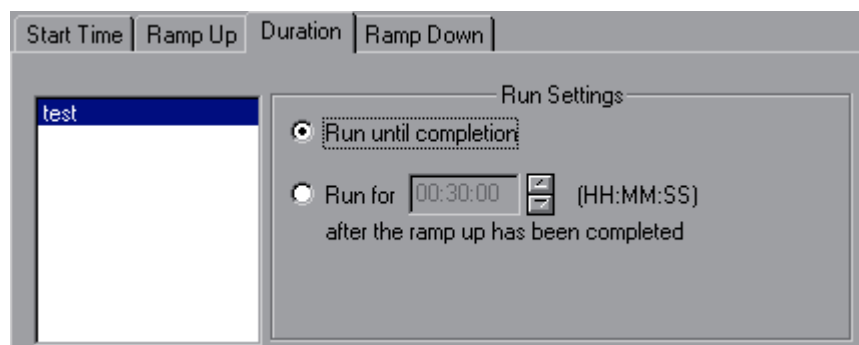 Start Time Ramp Up Duration Ramp Down
test
Run Settings
Run until completion
Run for 00:30:00 (HH:MM:SS)
after the ramp up has been completed